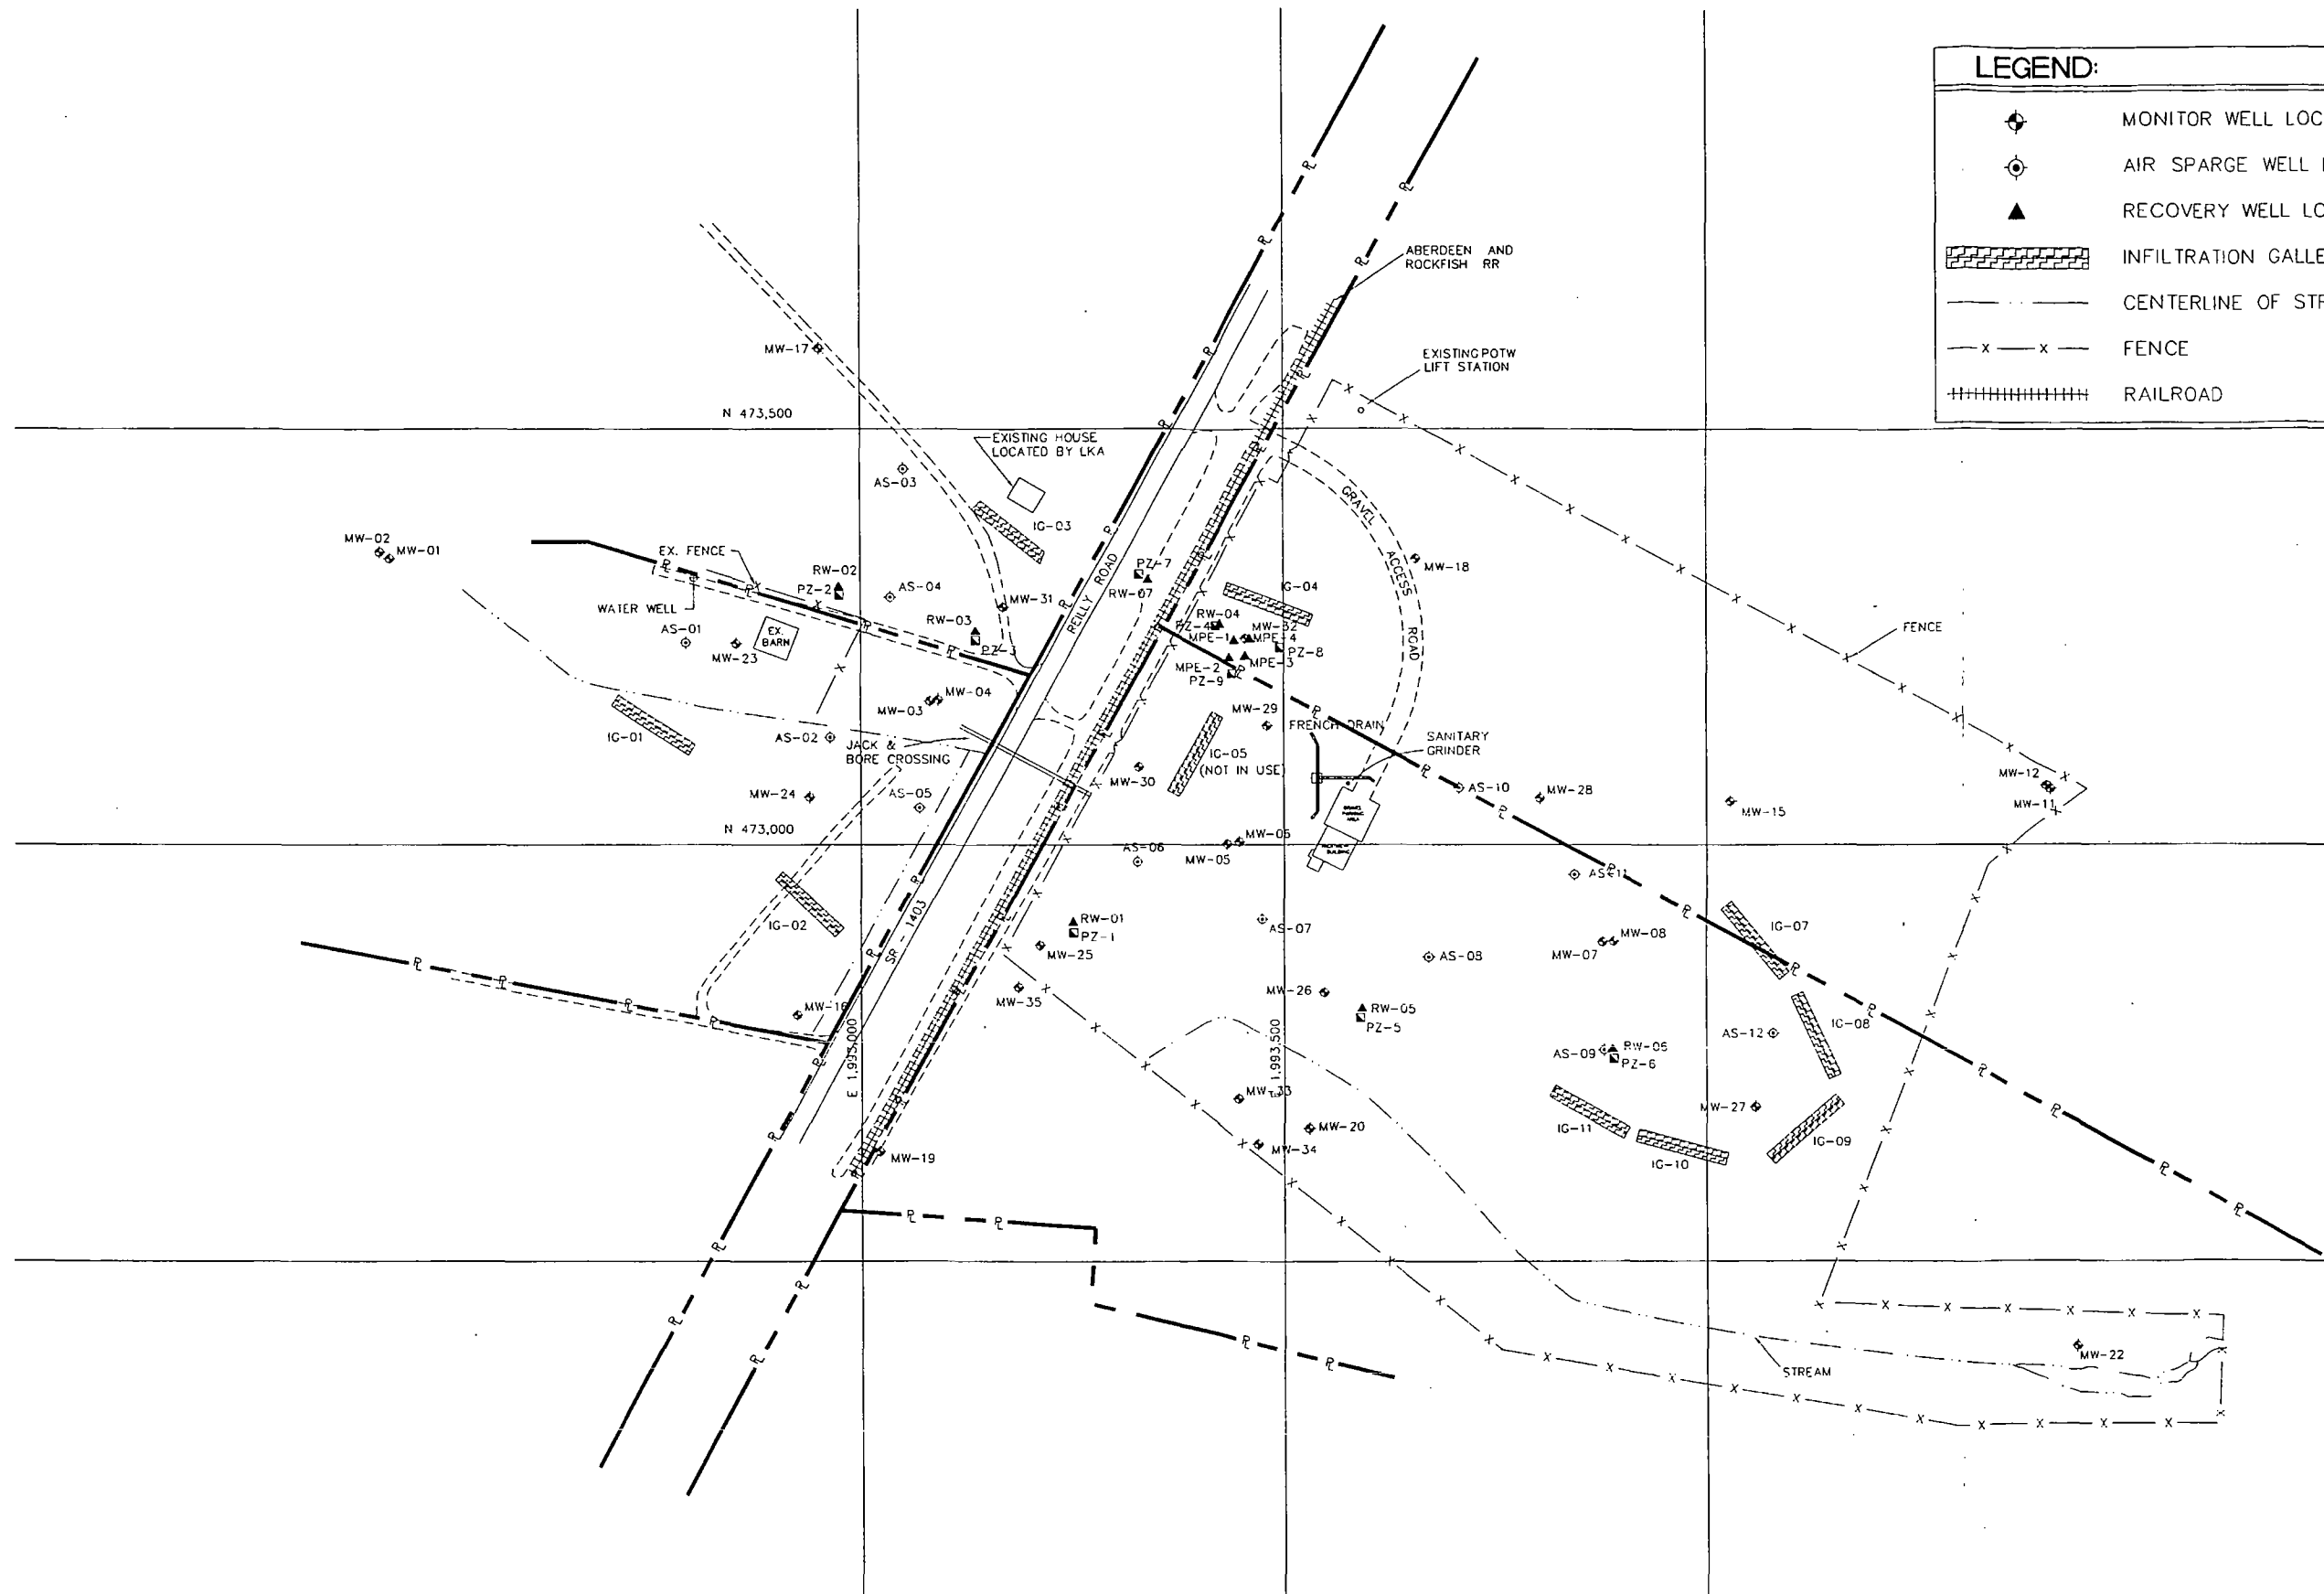 LEGEND:
MONITOR WELL LOC
AIR SPARGE WELL
RECOVERY WELL LO
INFILTRATION GALLE
CENTERLINE OF STR
FENCE
RAILROAD
ABERDEEN AND
ROCKFISH RR
MW-17
EXISTING POTW
LIFT STATION
N 473,500
EXISTING HOUSE
LOCATED BY LKA
AS-03
IG-03
GRAVEL
ACCESS
ROAD
MW-02
MW-01
EX. FENCE
MW-18
RW-02
PZ-2
AS-04
PZ-7
RW-07
IG-04
WATER WELL
MW-31
REILLY ROAD
RW-03
PZ-3
RW-04
PZ-4
MW-32
MPE-1
MPE-4
PZ-8
MPE-2
MPE-3
PZ-9
AS-01
EX.
BARN
MW-23
FENCE
MW-04
MW-03
MW-29
FRENCH DRAIN
SANITARY
GRINDER
IG-01
AS-02
JACK &
BORE CROSSING
IG-05
(NOT IN USE)
MW-30
MW-24
AS-05
AS-10
MW-28
MW-15
MW-12
MW-11
N 473,000
AS-06
MW-05
MW-06
AS-11
IG-02
RW-01
PZ-1
AS-07
IG-07
SR - 1403
MW-25
AS-08
MW-07
MW-08
MW-35
MW-26
RW-05
PZ-5
MW-16
E 1,993,000
1,993,500
AS-12
IG-08
AS-09
RW-06
PZ-6
MW-33
MW-27
MW-20
MW-34
IG-11
IG-10
IG-09
MW-19
STREAM
MW-22